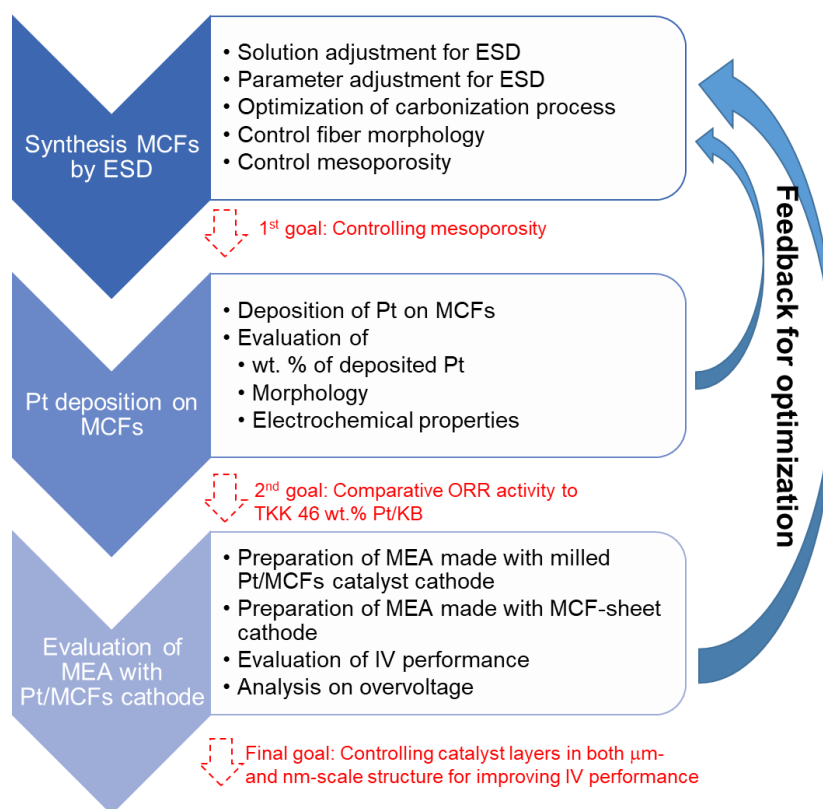 Synthesis MCFs
by ESD
• Solution adjustment for ESD
• Parameter adjustment for ESD
• Optimization of carbonization process
• Control fiber morphology
• Control mesoporosity
1st goal: Controlling mesoporosity
Pt deposition on
MCFs
• Deposition of Pt on MCFs
• Evaluation of
• wt. % of deposited Pt
• Morphology
• Electrochemical properties
2nd goal: Comparative ORR activity to
TKK 46 wt.% Pt/KB
Evaluation of
MEA with
Pt/MCFs cathode
• Preparation of MEA made with milled
Pt/MCFs catalyst cathode
• Preparation of MEA made with MCF-sheet
cathode
• Evaluation of IV performance
• Analysis on overvoltage
Final goal: Controlling catalyst layers in both μm-
and nm-scale structure for improving IV performance
Feedback for optimization